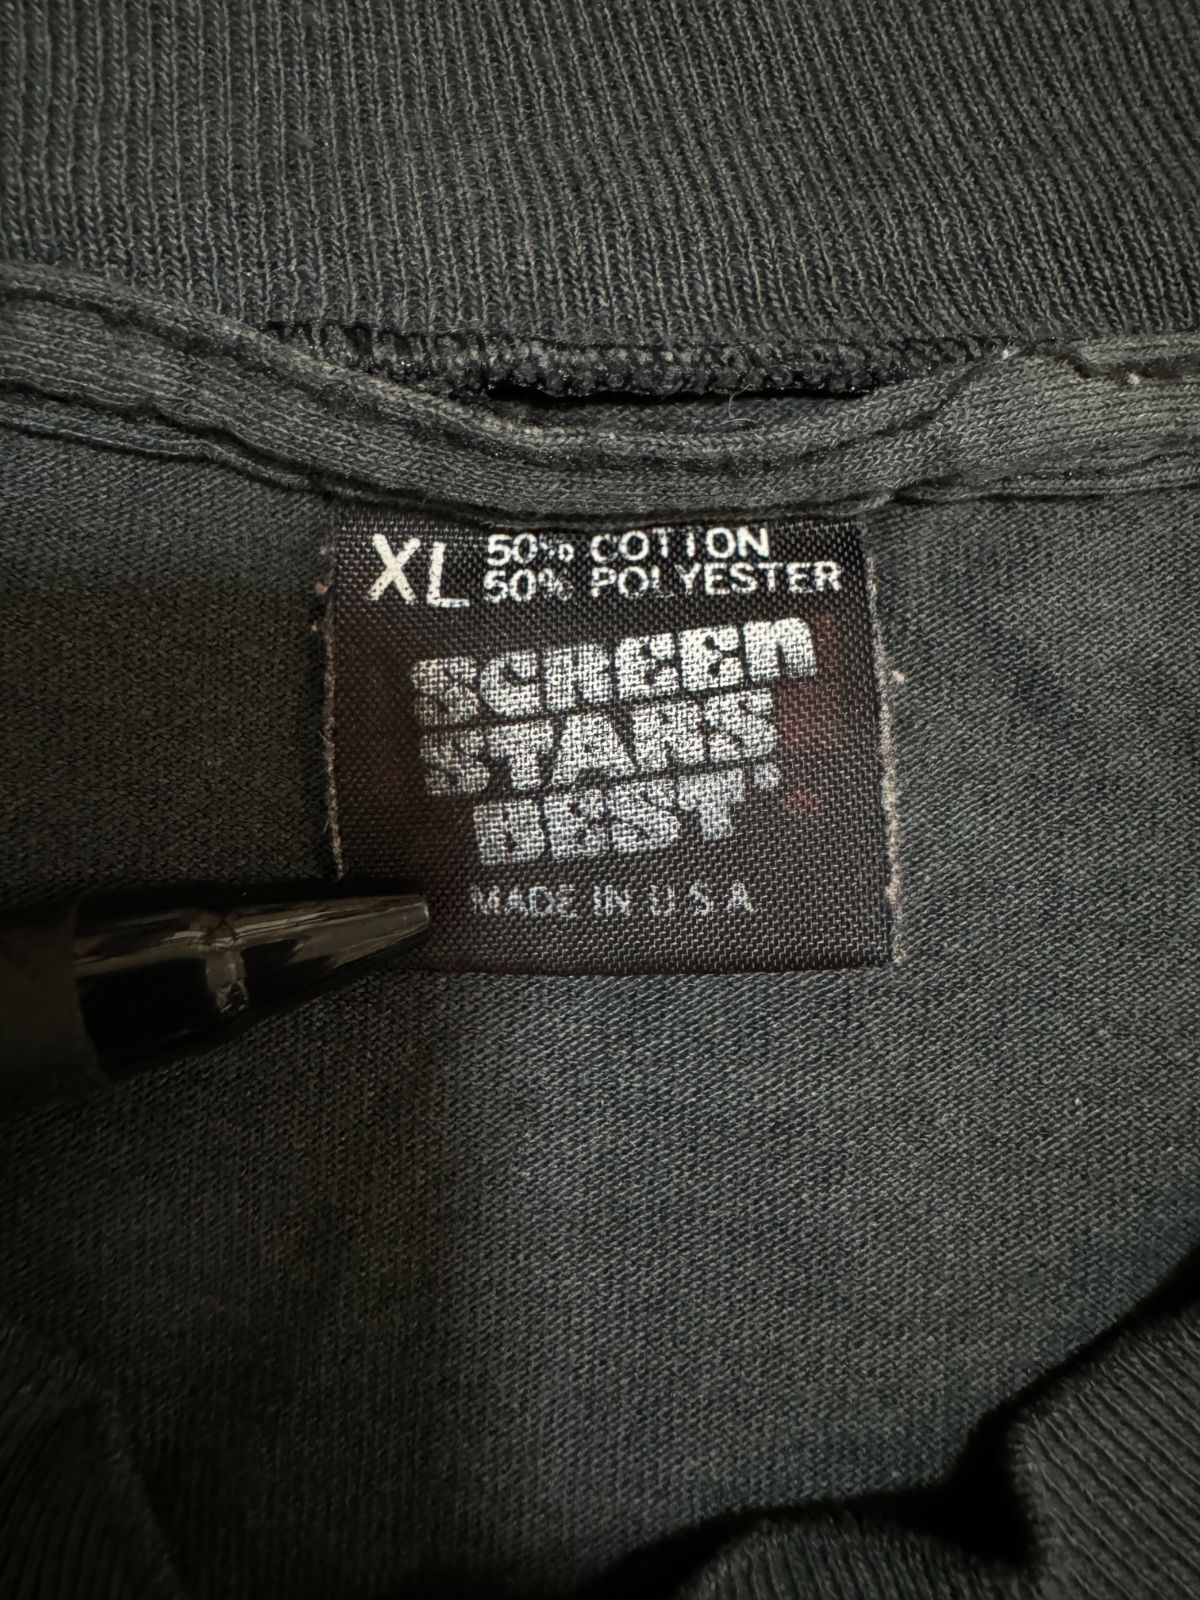 XL 50% COTTON
50% POLYESTER
SCREEN
STARS
BEST®
MADE IN U.S.A.